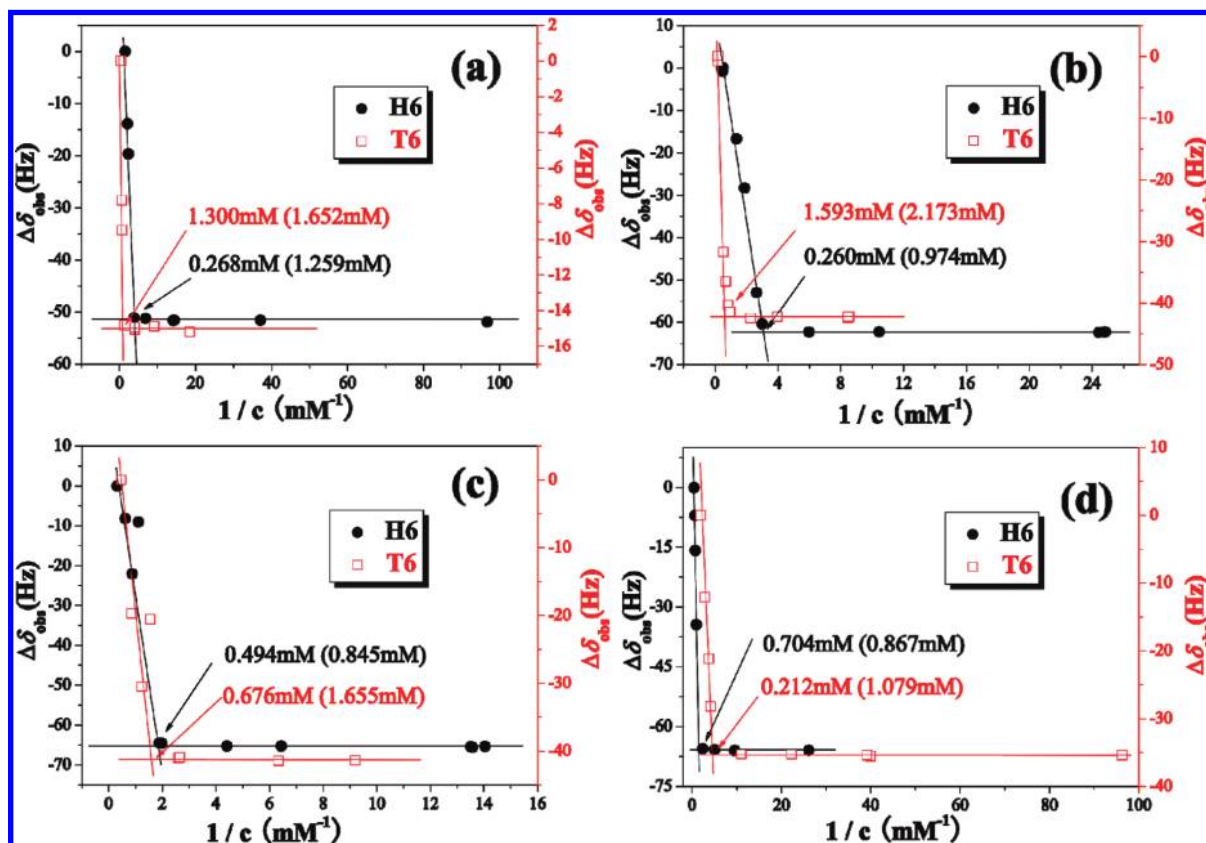 (a)
H6
T6
1.300mM (1.652mM)
0.268mM (1.259mM)
Δδobs(Hz)
0
-10
-20
-30
-40
-50
-60
2
0
-2
-4
-6
-8
-10
-12
-14
-16
Δδobs(Hz)
0 20 40 60 80 100
1 / c (mM⁻¹)
(b)
H6
T6
1.593mM (2.173mM)
0.260mM (0.974mM)
Δδobs(Hz)
10
0
-10
-20
-30
-40
-50
-60
-70
0
-10
-20
-30
-40
-50
Δδobs(Hz)
0 4 8 12 16 20 24
1 / c (mM⁻¹)
(c)
H6
T6
0.494mM (0.845mM)
0.676mM (1.655mM)
Δδobs(Hz)
10
0
-10
-20
-30
-40
-50
-60
-70
0
-10
-20
-30
-40
Δδobs(Hz)
0 2 4 6 8 10 12 14 16
1 / c (mM⁻¹)
(d)
H6
T6
0.704mM (0.867mM)
0.212mM (1.079mM)
Δδobs(Hz)
0
-15
-30
-45
-60
-75
10
0
-10
-20
-30
-40
Δδobs(Hz)
0 20 40 60 80 100
1 / c (mM⁻¹)